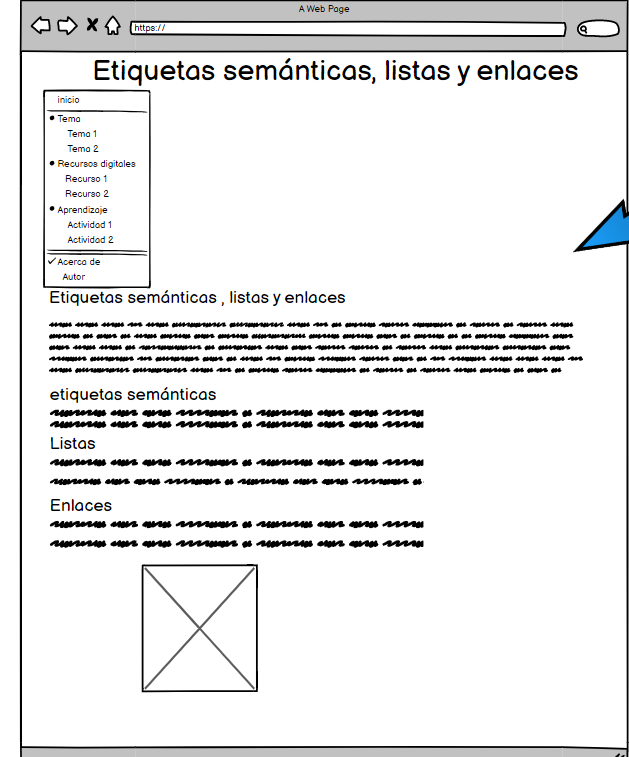 A Web Page
https://
Etiquetas semánticas, listas y enlaces
inicio
Tema
Tema 1
Tema 2
Recursos digitales
Recurso 1
Recurso 2
Aprendizaje
Actividad 1
Actividad 2
Acerca de
Autor
Etiquetas semánticas , listas y enlaces
etiquetas semánticas
Listas
Enlaces